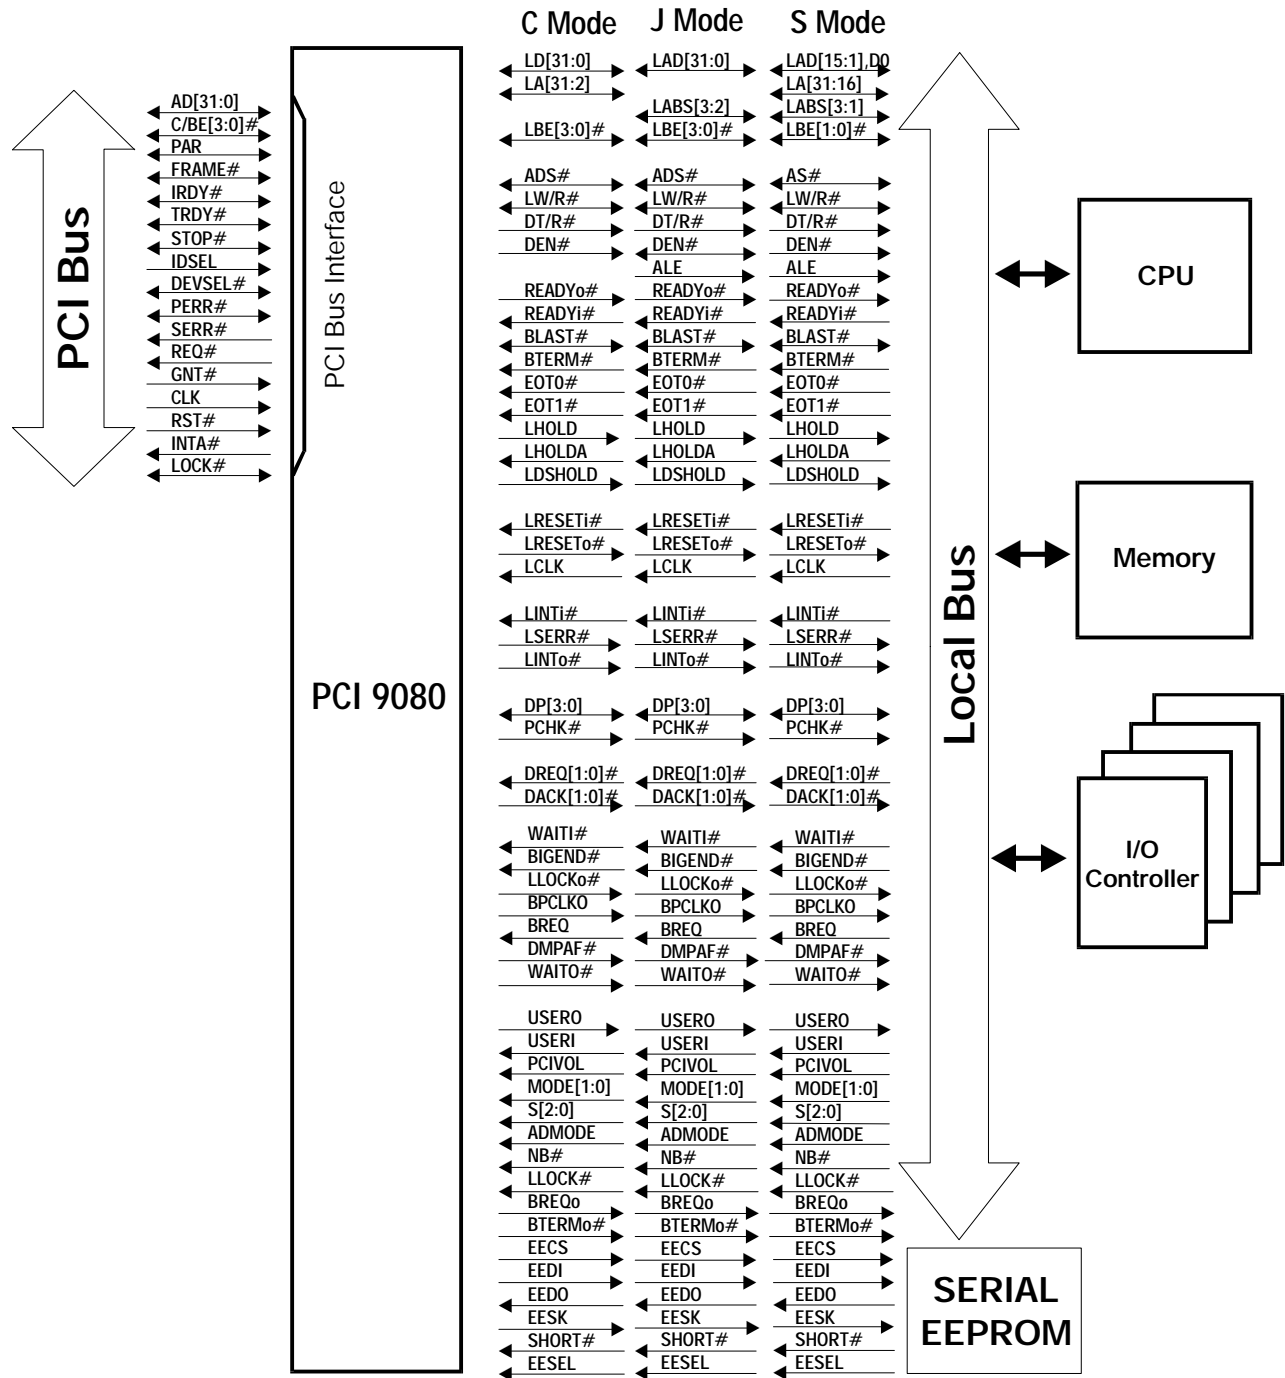 C Mode J Mode S Mode
LD[31:0] LAD[31:0] LAD[15:1],D0
LA[31:2] LA[31:16]
LABS[3:2] LABS[3:1]
LBE[3:0]# LBE[3:0]# LBE[1:0]#
ADS# ADS# AS#
LW/R# LW/R# LW/R#
DT/R# DT/R# DT/R#
DEN# DEN# DEN#
ALE ALE
READYo# READYo# READYo#
READYi# READYi# READYi#
BLAST# BLAST# BLAST#
BTERM# BTERM# BTERM#
EOT0# EOT0# EOT0#
EOT1# EOT1# EOT1#
LHOLD LHOLD LHOLD
LHOLDA LHOLDA LHOLDA
LDSHOLD LDSHOLD LDSHOLD
LRESETi# LRESETi# LRESETi#
LRESETo# LRESETo# LRESETo#
LCLK LCLK LCLK
LINTi# LINTi# LINTi#
LSERR# LSERR# LSERR#
LINTo# LINTo# LINTo#
DP[3:0] DP[3:0] DP[3:0]
PCHK# PCHK# PCHK#
DREQ[1:0]# DREQ[1:0]# DREQ[1:0]#
DACK[1:0]# DACK[1:0]# DACK[1:0]#
WAITI# WAITI# WAITI#
BIGEND# BIGEND# BIGEND#
LLOCKo# LLOCKo# LLOCKo#
BPCLKO BPCLKO BPCLKO
BREQ BREQ BREQ
DMPAF# DMPAF# DMPAF#
WAITO# WAITO# WAITO#
USERO USERO USERO
USERI USERI USERI
PCIVOL PCIVOL PCIVOL
MODE[1:0] MODE[1:0] MODE[1:0]
S[2:0] S[2:0] S[2:0]
ADMODE ADMODE ADMODE
NB# NB# NB#
LLOCK# LLOCK# LLOCK#
BREQo BREQo BREQo
BTERMo# BTERMo# BTERMo#
EECS EECS EECS
EEDI EEDI EEDI
EEDO EEDO EEDO
EESK EESK EESK
SHORT# SHORT# SHORT#
EESEL EESEL EESEL
PCI Bus
AD[31:0]
C/BE[3:0]#
PAR
FRAME#
IRDY#
TRDY#
STOP#
IDSEL
DEVSEL#
PERR#
SERR#
REQ#
GNT#
CLK
RST#
INTA#
LOCK#
PCI Bus Interface
PCI 9080
Local Bus
CPU
Memory
I/O
Controller
SERIAL
EEPROM